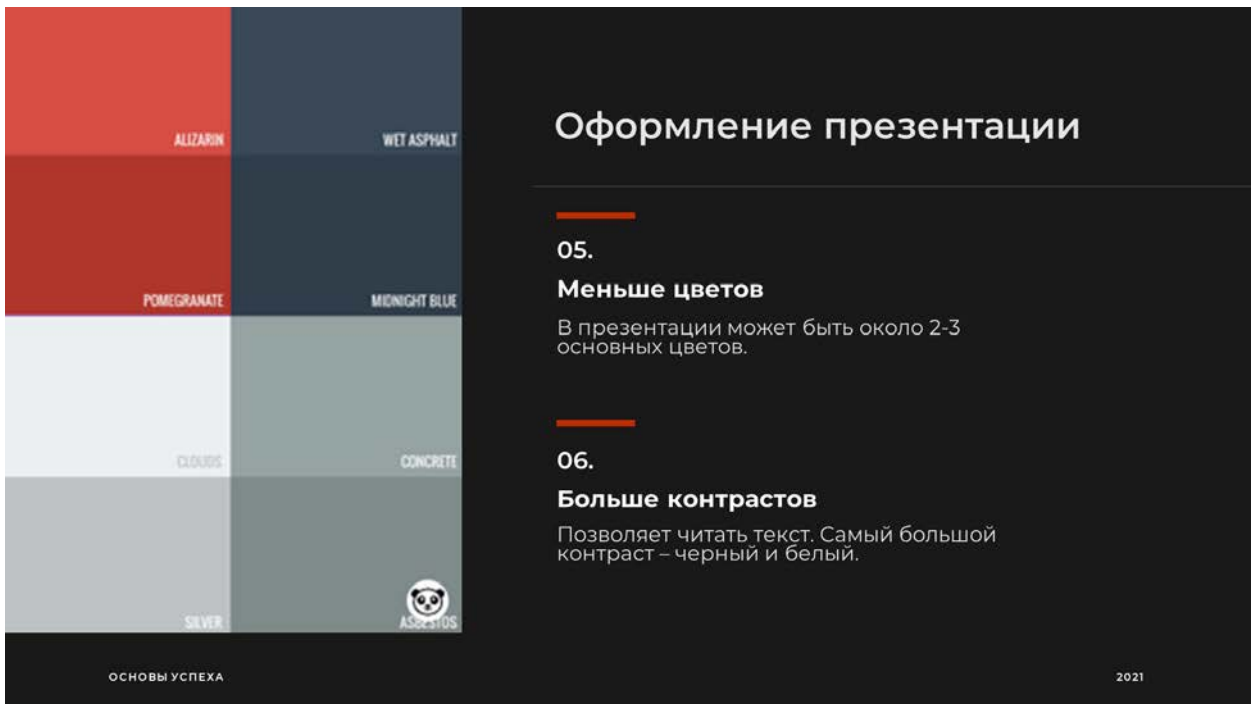 ALIZARIN
WET ASPHALT
POMEGRANATE
MIDNIGHT BLUE
CLOUDS
CONCRETE
SILVER
ASBESTOS
Оформление презентации
05.
Меньше цветов
В презентации может быть около 2-3
основных цветов.
06.
Больше контрастов
Позволяет читать текст. Самый большой
контраст – черный и белый.
ОСНОВЫ УСПЕХА
2021